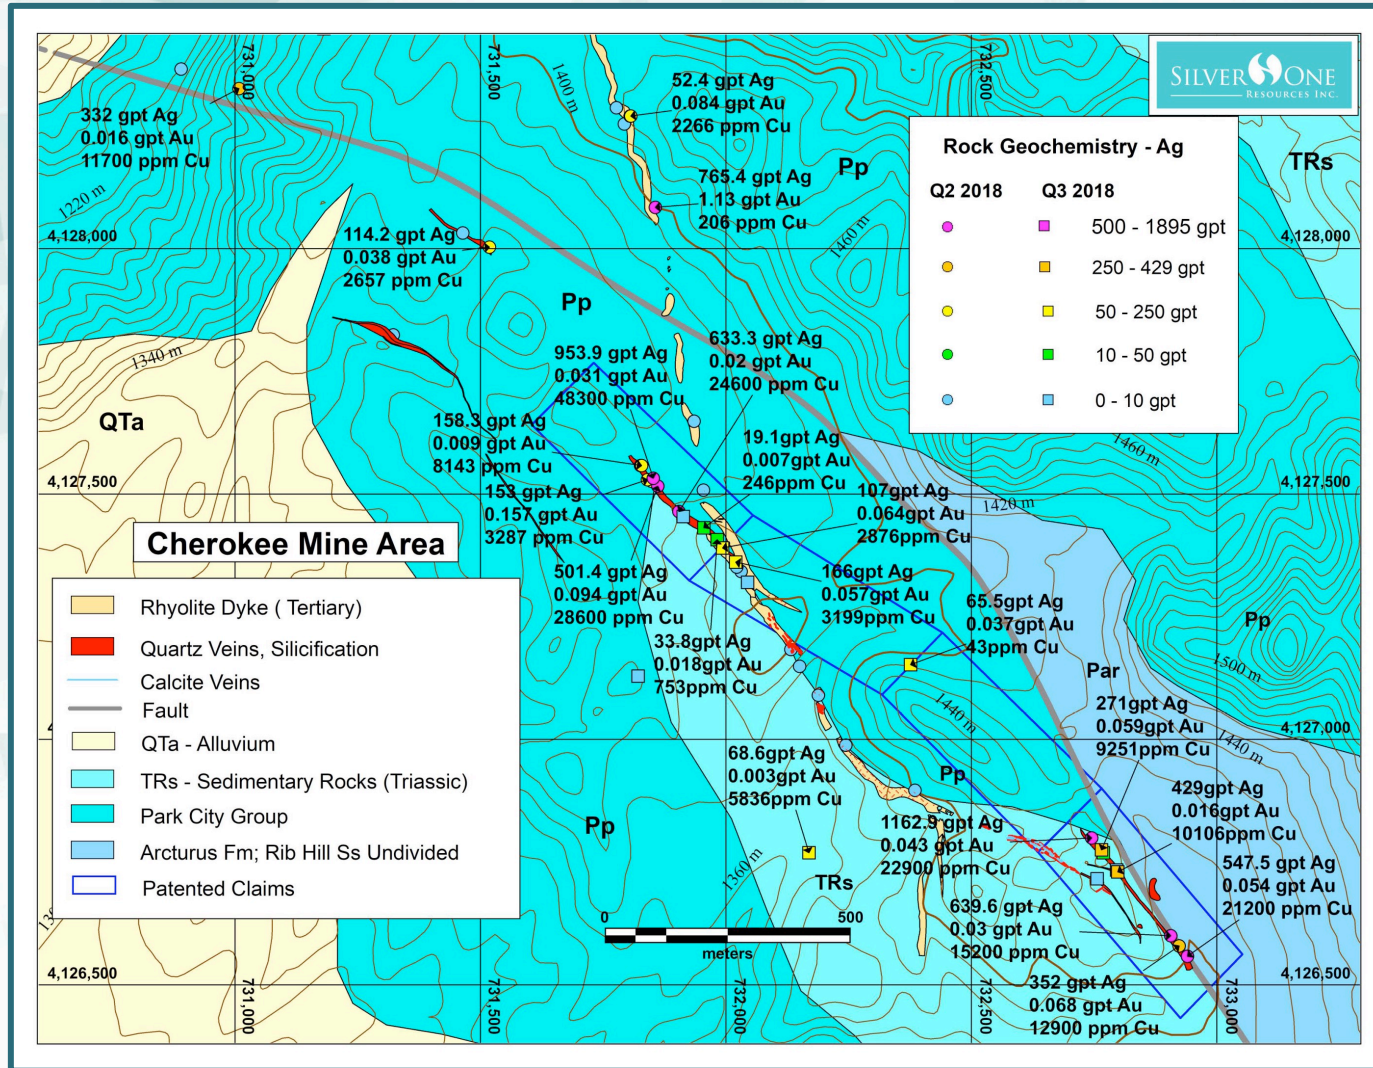 SILVER ONE
RESOURCES INC.
731,000
731,500
732,500
1400 m
52.4 gpt Ag
0.084 gpt Au
2266 ppm Cu
332 gpt Ag
0.016 gpt Au
11700 ppm Cu
Rock Geochemistry - Ag
Q2 2018 Q3 2018
500 - 1895 gpt
250 - 429 gpt
50 - 250 gpt
10 - 50 gpt
0 - 10 gpt
Pp
TRs
765.4 gpt Ag
1.13 gpt Au
206 ppm Cu
1220 m
4,128,000
4,128,000
1460 m
114.2 gpt Ag
0.038 gpt Au
2657 ppm Cu
Pp
1340 m
633.3 gpt Ag
0.02 gpt Au
24600 ppm Cu
953.9 gpt Ag
0.031 gpt Au
48300 ppm Cu
QTa
158.3 gpt Ag
0.009 gpt Au
8143 ppm Cu
19.1gpt Ag
0.007gpt Au
246ppm Cu
1460 m
4,127,500
4,127,500
1420 m
153 gpt Ag
0.157 gpt Au
3287 ppm Cu
107gpt Ag
0.064gpt Au
2876ppm Cu
Cherokee Mine Area
501.4 gpt Ag
0.094 gpt Au
28600 ppm Cu
166gpt Ag
0.057gpt Au
3199ppm Cu
65.5gpt Ag
0.037gpt Au
43ppm Cu
Pp
33.8gpt Ag
0.018gpt Au
753ppm Cu
1500 m
Par
1440 m
271gpt Ag
0.059gpt Au
9251ppm Cu
4,127,000
1440 m
68.6gpt Ag
0.003gpt Au
5836ppm Cu
Pp
429gpt Ag
0.016gpt Au
10106ppm Cu
Pp
1162.9 gpt Ag
0.043 gpt Au
22900 ppm Cu
547.5 gpt Ag
0.054 gpt Au
21200 ppm Cu
1360 m
TRs
639.6 gpt Ag
0.03 gpt Au
15200 ppm Cu
0 500
meters
352 gpt Ag
0.068 gpt Au
12900 ppm Cu
Rhyolite Dyke ( Tertiary)
Quartz Veins, Silicification
Calcite Veins
Fault
QTa - Alluvium
TRs - Sedimentary Rocks (Triassic)
Park City Group
Arcturus Fm; Rib Hill Ss Undivided
Patented Claims
4,126,500
4,126,500
731,000
731,500
732,000
732,500
733,000